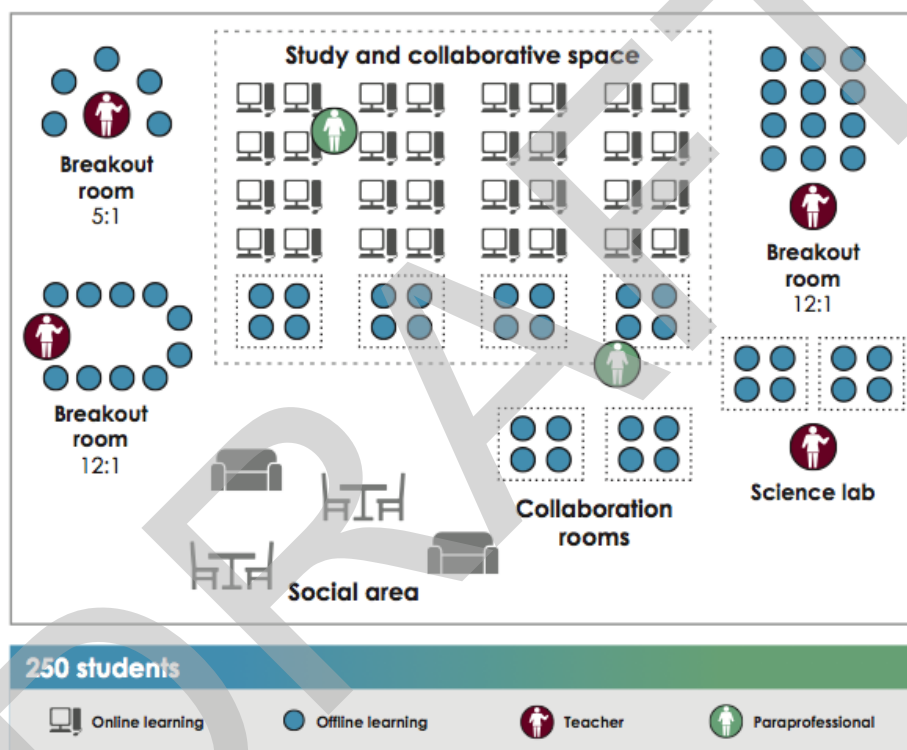 Study and collaborative space
Breakout
room
5:1
Breakout
room
12:1
Breakout
room
12:1
Collaboration
rooms
Science lab
Social area
250 students
Online learning
Offline learning
Teacher
Paraprofessional
DRAFT